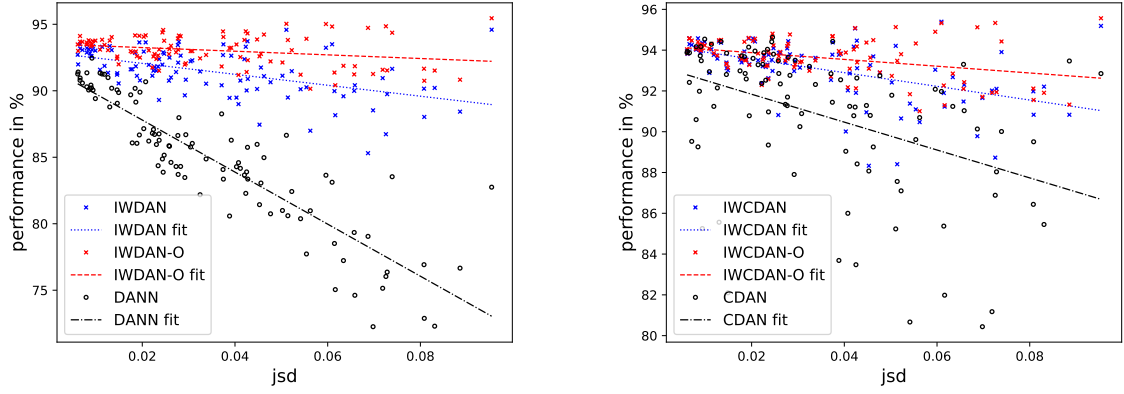 95
90
85
80
75
performance in %
IWDAN
IWDAN fit
IWDAN-O
IWDAN-O fit
DANN
DANN fit
0.02
0.04
0.06
0.08
jsd
96
94
92
90
88
86
84
82
80
performance in %
IWCDAN
IWCDAN fit
IWCDAN-O
IWCDAN-O fit
CDAN
CDAN fit
0.02
0.04
0.06
0.08
jsd